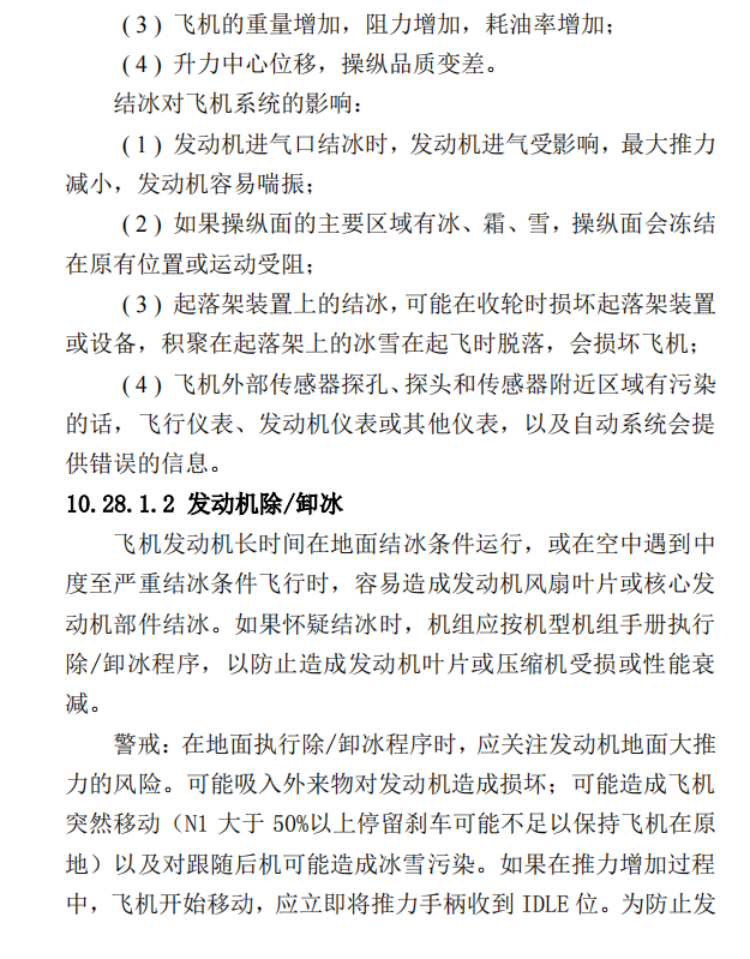 （3）飞机的重量增加，阻力增加，耗油率增加；
（4）升力中心位移，操纵品质变差。
结冰对飞机系统的影响：
（1）发动机进气口结冰时，发动机进气受影响，最大推力
减小，发动机容易喘振；
（2）如果操纵面的主要区域有冰、霜、雪，操纵面会冻结
在原有位置或运动受阻；
（3）起落架装置上的结冰，可能在收轮时损坏起落架装置
或设备，积聚在起落架上的冰雪在起飞时脱落，会损坏飞机；
（4）飞机外部传感器探孔、探头和传感器附近区域有污染
的话，飞行仪表、发动机仪表或其他仪表，以及自动系统会提
供错误的信息。
10.28.1.2 发动机除/卸冰
飞机发动机长时间在地面结冰条件运行，或在空中遇到中
度至严重结冰条件飞行时，容易造成发动机风扇叶片或核心发
动机部件结冰。如果怀疑结冰时，机组应按机型机组手册执行
除/卸冰程序，以防止造成发动机叶片或压缩机受损或性能衰
减。
警戒：在地面执行除/卸冰程序时，应关注发动机地面大推
力的风险。可能吸入外来物对发动机造成损坏；可能造成飞机
突然移动（N1 大于 50%以上停留刹车可能不足以保持飞机在原
地）以及对跟随后机可能造成冰雪污染。如果在推力增加过程
中，飞机开始移动，应立即将推力手柄收到 IDLE 位。为防止发